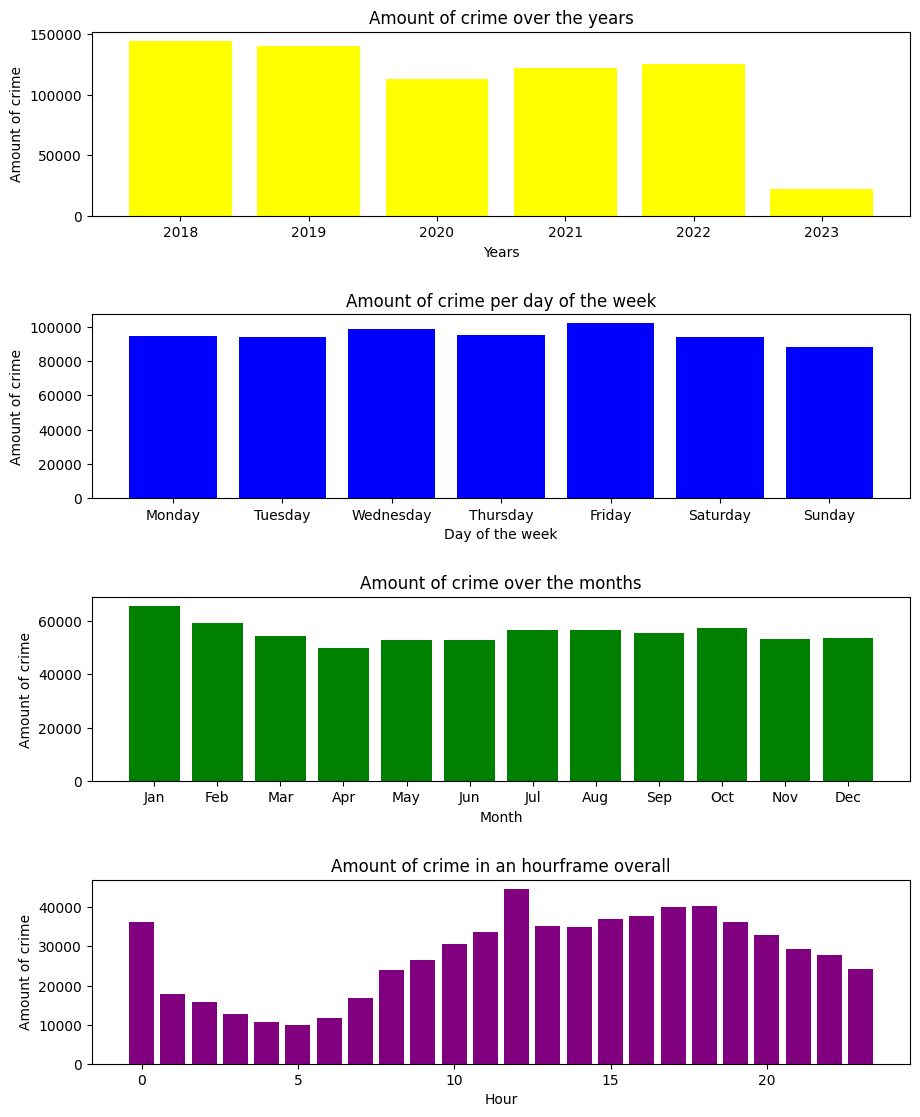 Amount of crime over the years
Amount of crime
150000
100000
50000
0
2018 2019 2020 2021 2022 2023
Years
Amount of crime per day of the week
Amount of crime
100000
80000
60000
40000
20000
0
Monday Tuesday Wednesday Thursday Friday Saturday Sunday
Day of the week
Amount of crime over the months
Amount of crime
60000
40000
20000
0
Jan Feb Mar Apr May Jun Jul Aug Sep Oct Nov Dec
Month
Amount of crime in an hourframe overall
Amount of crime
40000
30000
20000
10000
0
0 5 10 15 20
Hour